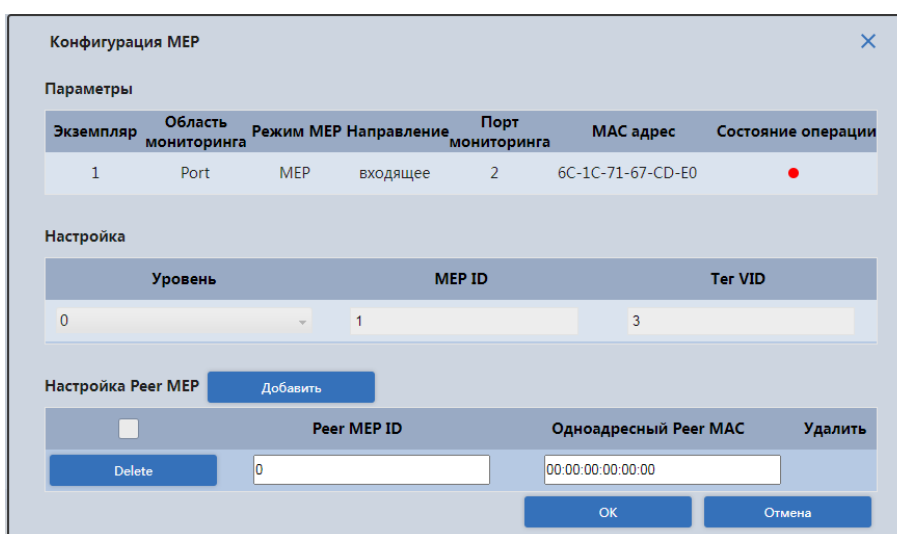 Конфигурация MEP
Параметры
Экземпляр Область мониторинга Режим MEP Направление Порт мониторинга MAC адрес Состояние операции
1 Port MEP входящее 2 6C-1C-71-67-CD-E0
Настройка
Уровень MEP ID Тег VID
0 1 3
Настройка Peer MEP Добавить
Peer MEP ID Одноадресный Peer MAC Удалить
Delete 0 00:00:00:00:00:00
OK Отмена